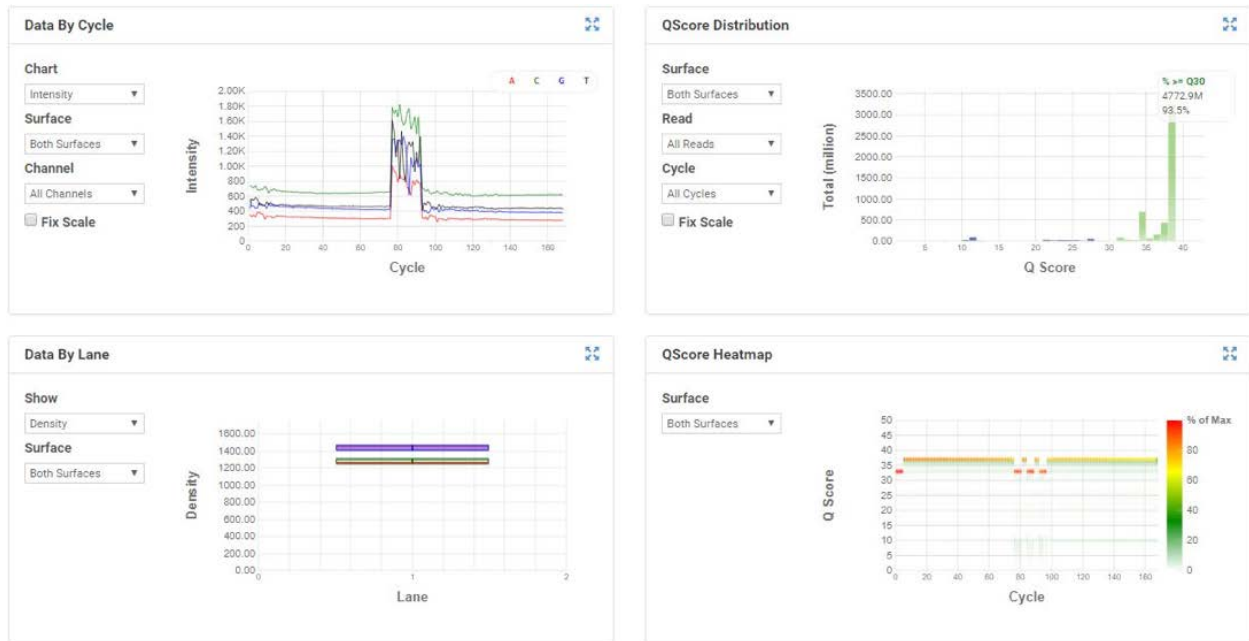 Data By Cycle
Chart
Intensity
Surface
Both Surfaces
Channel
All Channels
Fix Scale
A C G T
2.00K
1.80K
1.60K
1.40K
1.20K
1.00K
800
600
400
200
0
Intensity
0 20 40 60 80 100 120 140 160
Cycle
QScore Distribution
Surface
Both Surfaces
Read
All Reads
Cycle
All Cycles
Fix Scale
% >= Q30
4772.9M
93.5%
3500.00
3000.00
2500.00
2000.00
1500.00
1000.00
500.00
0.00
Total (million)
5 10 15 20 25 30 35 40
Q Score
Data By Lane
Show
Density
Surface
Both Surfaces
1600.00
1400.00
1200.00
1000.00
800.00
600.00
400.00
200.00
0.00
Density
0 1 2
Lane
QScore Heatmap
Surface
Both Surfaces
50
45
40
35
30
25
20
15
10
5
0
Q Score
0 20 40 60 80 100 120 140 160
Cycle
% of Max
80
60
40
20
0